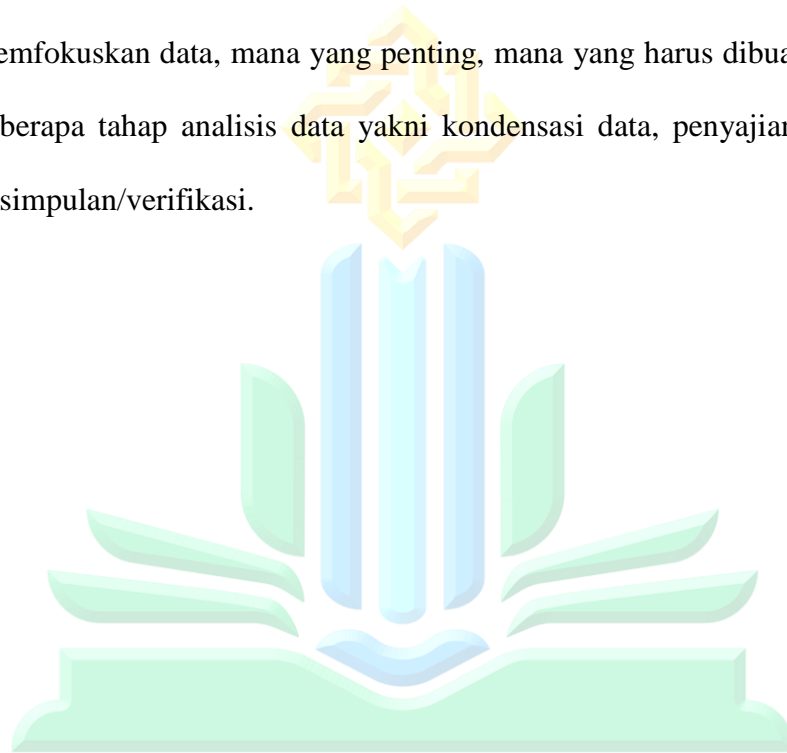 emfokuskan data, mana yang penting, mana yang harus dibua
berapa tahap analisis data yakni kondensasi data, penyajian
simpulan/verifikasi.